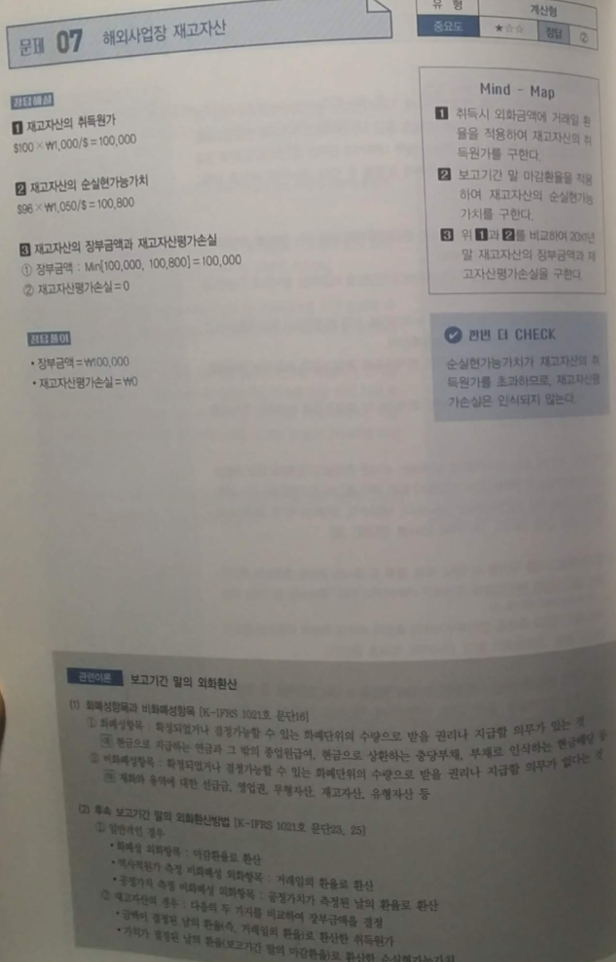 문제 07 해외사업장 재고자산
유 형 계산형
중요도 ★☆☆ 정답 ②
정답해설
1 재고자산의 취득원가
$100×₩1,000/$=100,000
2 재고자산의 순실현가능가치
$96×₩1,050/$=100,800
3 재고자산의 장부금액과 재고자산평가손실
① 장부금액 : Min[100,000, 100,800]=100,000
② 재고자산평가손실=0
정답풀이
• 장부금액=₩100,000
• 재고자산평가손실=₩0
Mind - Map
1 취득시 외화금액에 거래일 환
율을 적용하여 재고자산의 취
득원가를 구한다.
2 보고기간 말 마감환율을 적용
하여 재고자산의 순실현가능
가치를 구한다.
3 위 1과 2를 비교하여 20x1년
말 재고자산의 장부금액과 재
고자산평가손실을 구한다.
한번 더 CHECK
순실현가능가치가 재고자산의 취
득원가를 초과하므로, 재고자산평
가손실은 인식되지 않는다.
관련이론 보고기간 말의 외화환산
(1) 화폐성항목과 비화폐성항목 [K-IFRS 1021호 문단16]
① 화폐성항목 : 확정되었거나 결정가능할 수 있는 화폐단위의 수량으로 받을 권리나 지급할 의무가 있는 것
예 현금으로 지급하는 연금과 그 밖의 종업원급여, 현금으로 상환하는 충당부채, 부채로 인식하는 현금배당 등
② 비화폐성항목 : 확정되었거나 결정가능할 수 있는 화폐단위의 수량으로 받을 권리나 지급할 의무가 없다는 것
예 재화와 용역에 대한 선급금, 영업권, 무형자산, 재고자산, 유형자산 등
(2) 후속 보고기간 말의 외화환산방법 [K-IFRS 1021호 문단23, 25]
① 일반적인 경우
• 화폐성 외화항목 : 마감환율로 환산
• 역사적원가 측정 비화폐성 외화항목 : 거래일의 환율로 환산
• 공정가치 측정 비화폐성 외화항목 : 공정가치가 측정된 날의 환율로 환산
② 재고자산의 경우 : 다음의 두 가지를 비교하여 장부금액을 결정
• 금액이 결정된 날의 환율(즉, 거래일의 환율)로 환산한 취득원가
• 가치가 결정된 날의 환율(보고기간 말의 마감환율)로 환산한 순실현가능가치